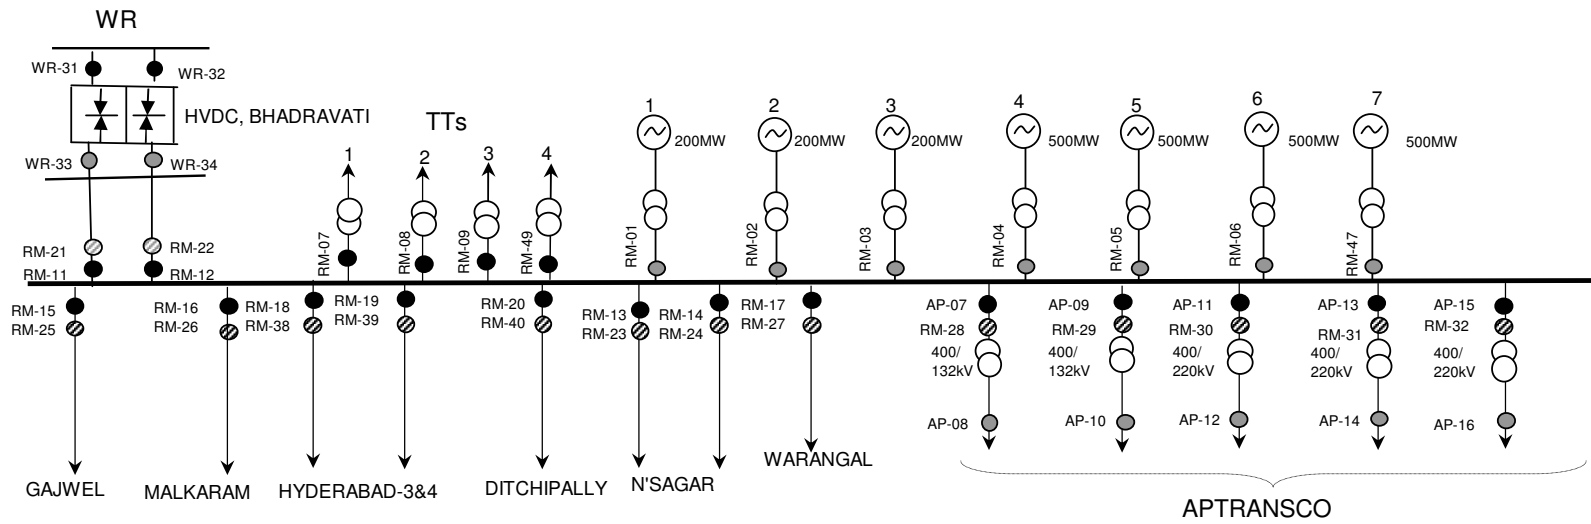 WR
WR-31
WR-32
HVDC, BHADRAVATI
WR-33
WR-34
TTs
1
2
3
4
1
2
3
4
5
6
7
200MW
200MW
200MW
500MW
500MW
500MW
500MW
RM-21
RM-22
RM-11
RM-12
RM-07
RM-08
RM-09
RM-49
RM-01
RM-02
RM-03
RM-04
RM-05
RM-06
RM-47
RM-15
RM-25
RM-16
RM-26
RM-18
RM-38
RM-19
RM-39
RM-20
RM-40
RM-13
RM-23
RM-14
RM-24
RM-17
RM-27
AP-07
RM-28
400/
132kV
AP-08
AP-09
RM-29
400/
132kV
AP-10
AP-11
RM-30
400/
220kV
AP-12
AP-13
RM-31
400/
220kV
AP-14
AP-15
RM-32
400/
220kV
AP-16
GAJWEL
MALKARAM
HYDERABAD-3&4
DITCHIPALLY
N'SAGAR
WARANGAL
APTRANSCO